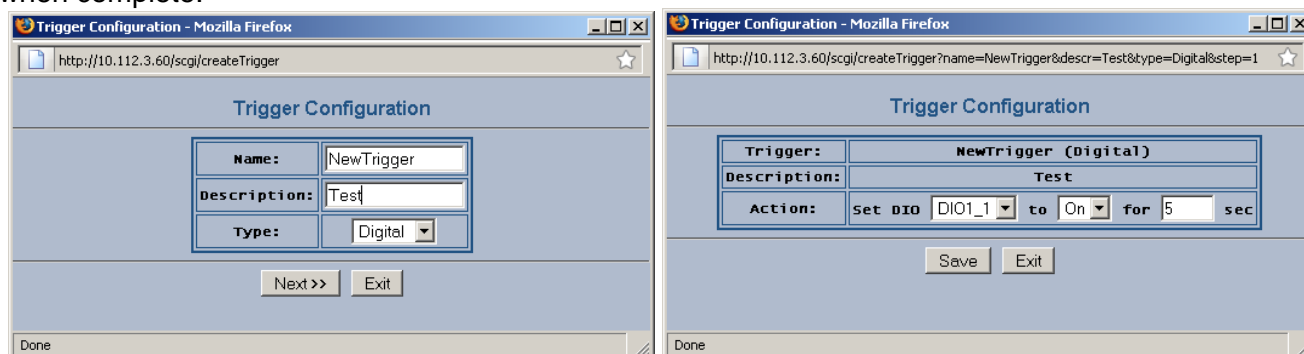 when complete.
Trigger Configuration - Mozilla Firefox
http://10.112.3.60/scgi/createTrigger
Trigger Configuration
Name: NewTrigger
Description: Test
Type: Digital
Next>> Exit
Done
Trigger Configuration - Mozilla Firefox
http://10.112.3.60/scgi/createTrigger?name=NewTrigger&descr=Test&type=Digital&step=1
Trigger Configuration
Trigger: NewTrigger (Digital)
Description: Test
Action: Set DIO DIO1_1 to On for 5 sec
Save Exit
Done